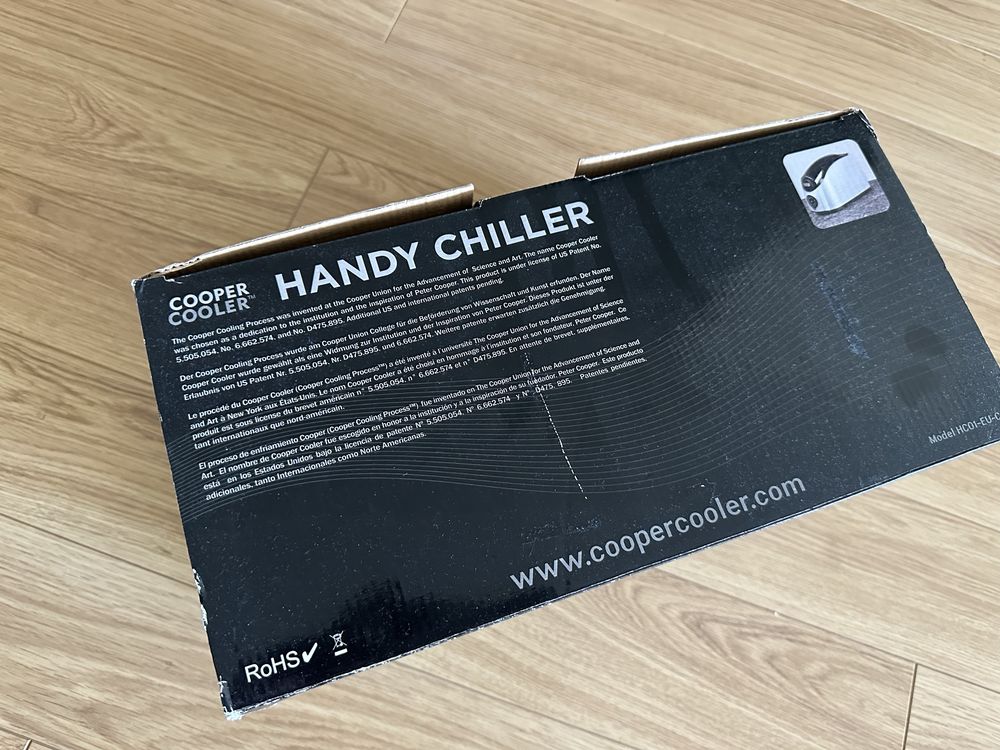 COOPER
COOLER™
HANDY CHILLER
The Cooper Cooling Process was invented at the Cooper Union for the Advancement of Science and Art. The name Cooper Cooler
was chosen as a dedication to the institution and the inspiration of Peter Cooper. This product is under license of US Patent No.
5.505.054. No. 6.662.574. and No. D475.895. Additional US and international patents pending.
Der Cooper Cooling Process wurde am Cooper Union College für die Beförderung von Wissenschaft und Kunst erfunden. Der Name
Cooper Cooler wurde gewählt als eine Widmung zur Institution und der Inspiration von Peter Cooper. Dieses Produkt ist unter der
Erlaubnis von US Patent Nr. 5.505.054. Nr. D475.895. und 6.662.574. Weitere patente erwarten zusätzlich die Genehmigung.
Le procédé du Cooper Cooler (Cooper Cooling Process™) a été inventé à l'université The Cooper Union for the Advancement of Science
and Art à New York aux États-Unis. Le nom Cooper Cooler a été choisi en hommage à l'institution et son fondateur. Peter Cooper. Ce
produit est sous license du brevet américain n° 5.505.054. n° 6.662.574 et n° D475.895. En attente de brevet. supplémentaires.
tant internationaux que nord-américain.
El proceso de enfriamiento Cooper (Cooper Cooling Process™) fue inventado en The Cooper Union for the Advancement of Science and
Art. El nombre de Cooper Cooler fue escogido en honor a la institución y a la inspiración de su fundador, Peter Cooper. Este producto
está en los Estados Unidos bajo la licencia de patente N° 5.505.054. N° 6.662.574 y N° D475 895. Patentes pendientes.
adicionales, tanto Internacionales como Norte Americanas.
Model HC01-EU-
www.coopercooler.com
RoHS✓